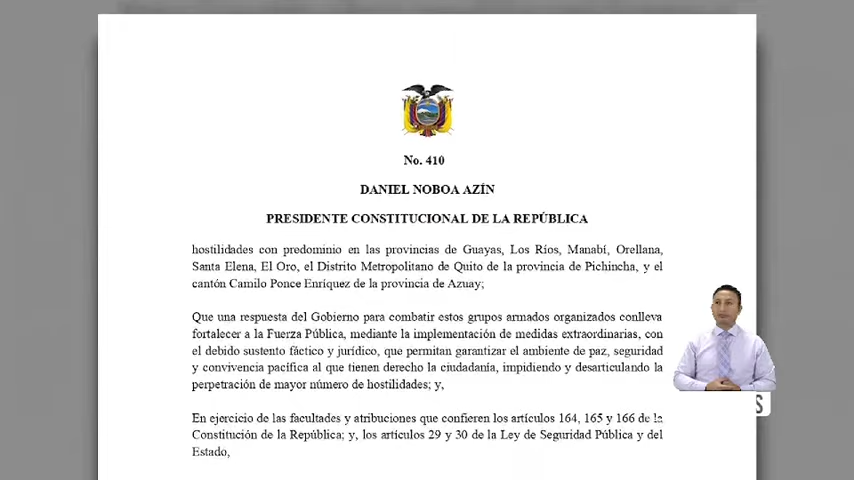 No. 410
DANIEL NOBOA AZÍN
PRESIDENTE CONSTITUCIONAL DE LA REPÚBLICA
hostilidades con predominio en las provincias de Guayas, Los Ríos, Manabí, Orellana,
Santa Elena, El Oro, el Distrito Metropolitano de Quito de la provincia de Pichincha, y el
cantón Camilo Ponce Enríquez de la provincia de Azuay;
Que una respuesta del Gobierno para combatir estos grupos armados organizados conlleva
fortalecer a la Fuerza Pública, mediante la implementación de medidas extraordinarias, con
el debido sustento fáctico y jurídico, que permitan garantizar el ambiente de paz, seguridad
y convivencia pacífica al que tienen derecho la ciudadanía, impidiendo y desarticulando la
perpetración de mayor número de hostilidades; y,
En ejercicio de las facultades y atribuciones que confieren los artículos 164, 165 y 166 de la
Constitución de la República; y, los artículos 29 y 30 de la Ley de Seguridad Pública y del
Estado,
S